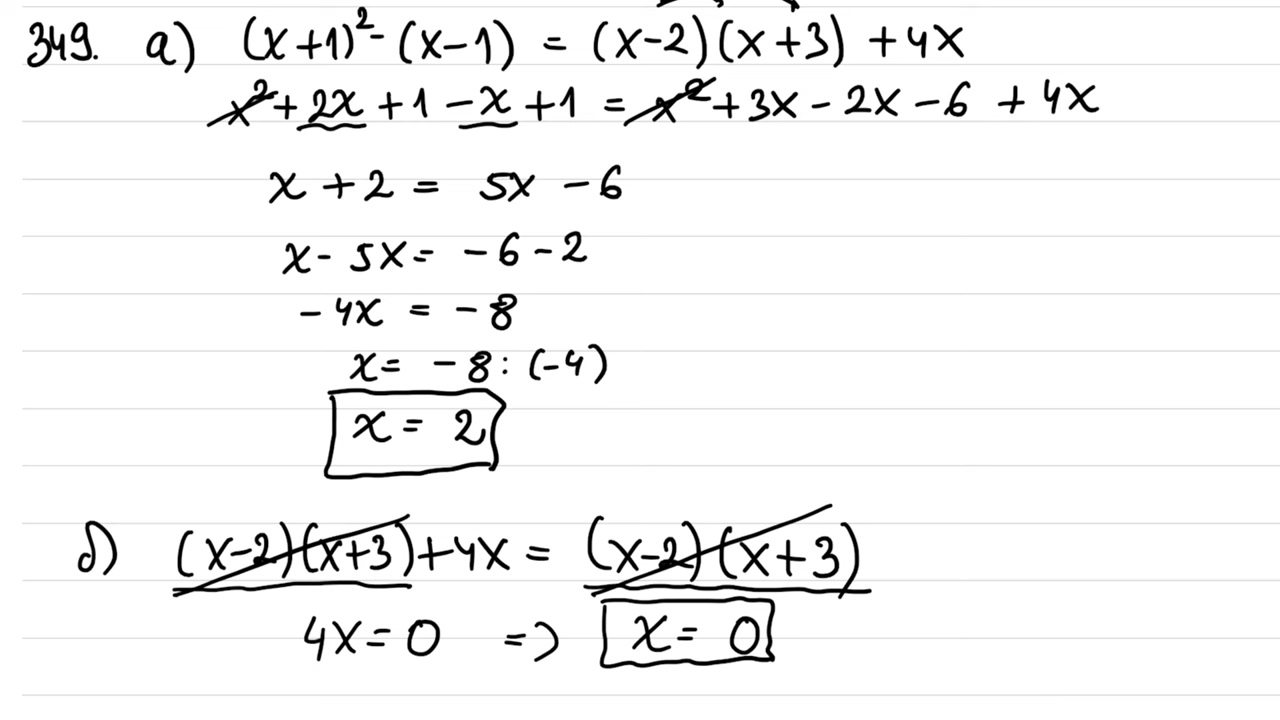 349. а) (x+1)² - (x-1) = (x-2)(x+3) + 4x
x² + 2x + 1 - x + 1 = x² + 3x - 2x - 6 + 4x
x + 2 = 5x - 6
x - 5x = -6 - 2
-4x = -8
x = -8 : (-4)
x = 2
б) (x-2)(x+3) + 4x = (x-2)(x+3)
4x = 0 => x = 0